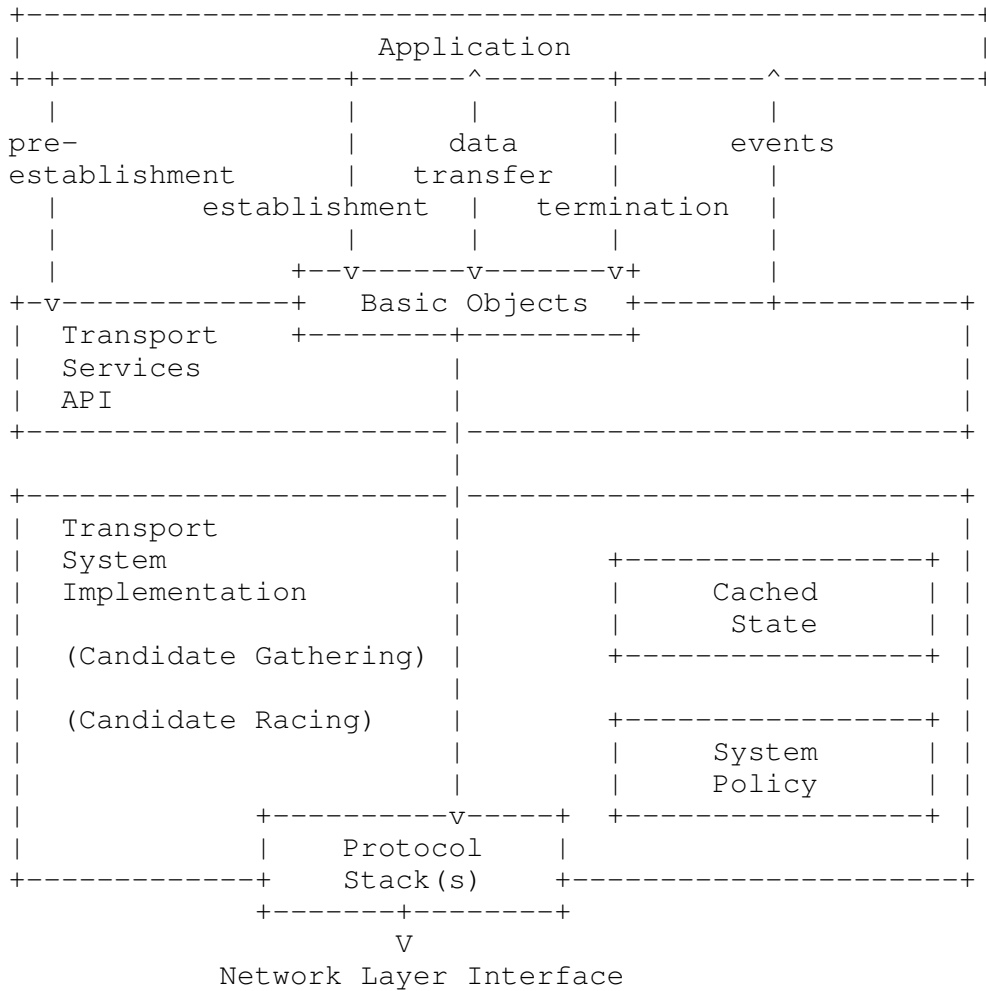 Application
pre- data events
establishment transfer
establishment termination
Basic Objects
Transport
Services
API
Transport
System
Implementation Cached
State
(Candidate Gathering)
(Candidate Racing)
System
Policy
Protocol
Stack(s)
Network Layer Interface